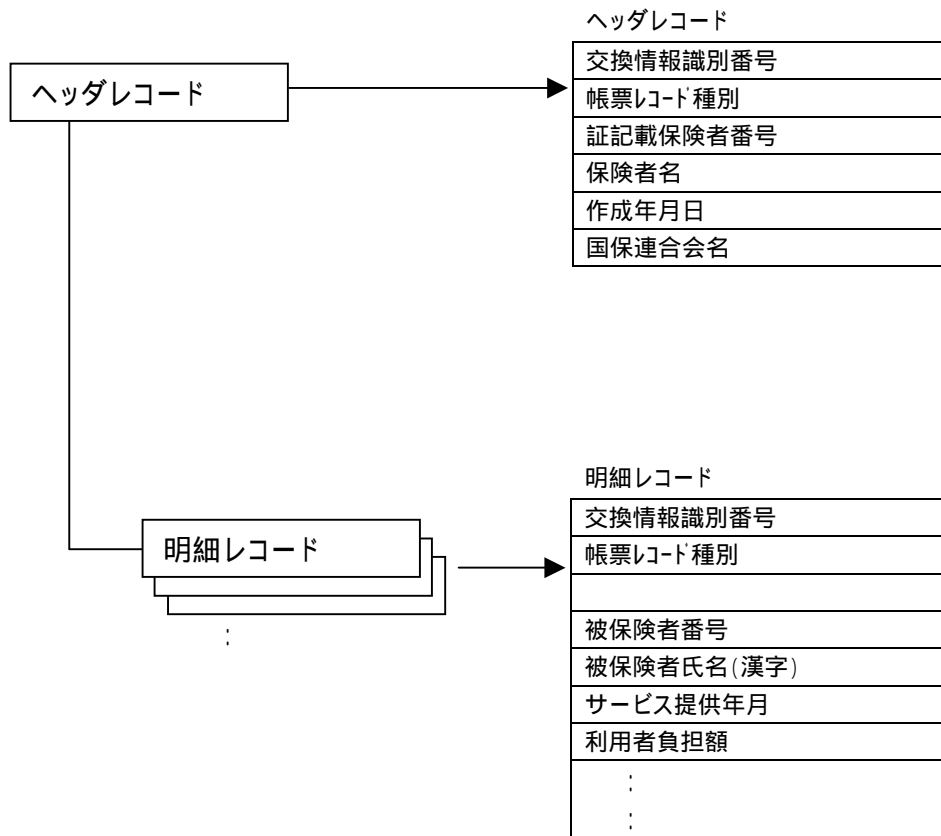 ヘッダレコード
ヘッダレコード
交換情報識別番号
帳票ﾚｺｰﾄﾞ種別
証記載保険者番号
保険者名
作成年月日
国保連合会名
明細レコード
明細レコード
交換情報識別番号
帳票ﾚｺｰﾄﾞ種別
被保険者番号
被保険者氏名(漢字)
サービス提供年月
利用者負担額
:
:
: